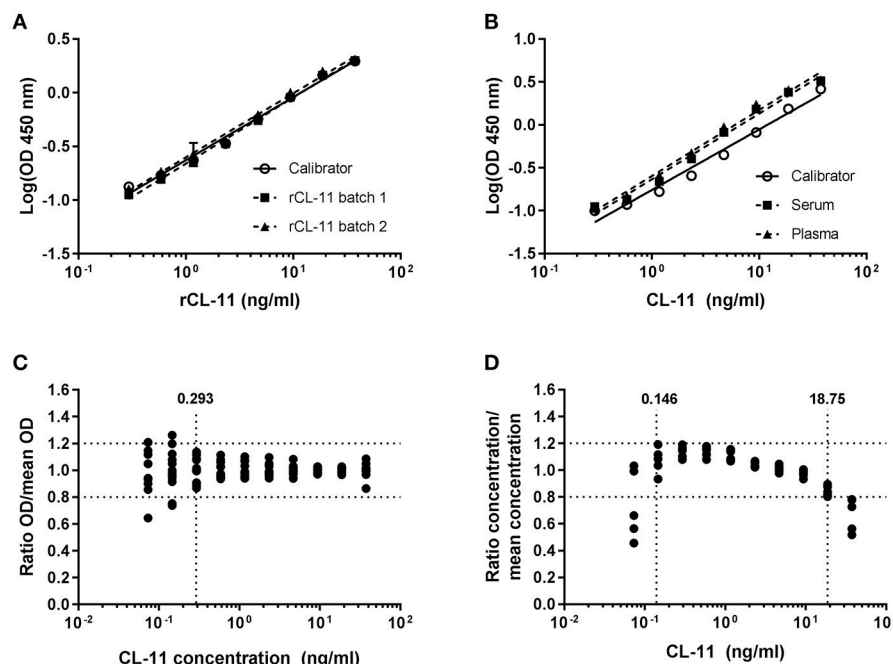 A
Log(OD 450 nm)
0.5
0.0
-0.5
-1.0
-1.5
Calibrator
rCL-11 batch 1
rCL-11 batch 2
10-1
100
101
102
rCL-11 (ng/ml)
B
Log(OD 450 nm)
1.0
0.5
0.0
-0.5
-1.0
-1.5
Calibrator
Serum
Plasma
10-1
100
101
102
CL-11 (ng/ml)
C
Ratio OD/mean OD
0.293
1.6
1.4
1.2
1.0
0.8
0.6
0.4
0.2
0.0
10-2
10-1
100
101
102
CL-11 concentration (ng/ml)
D
Ratio concentration/
mean concentration
0.146
18.75
1.6
1.4
1.2
1.0
0.8
0.6
0.4
0.2
0.0
10-2
10-1
100
101
10
CL-11 (ng/ml)